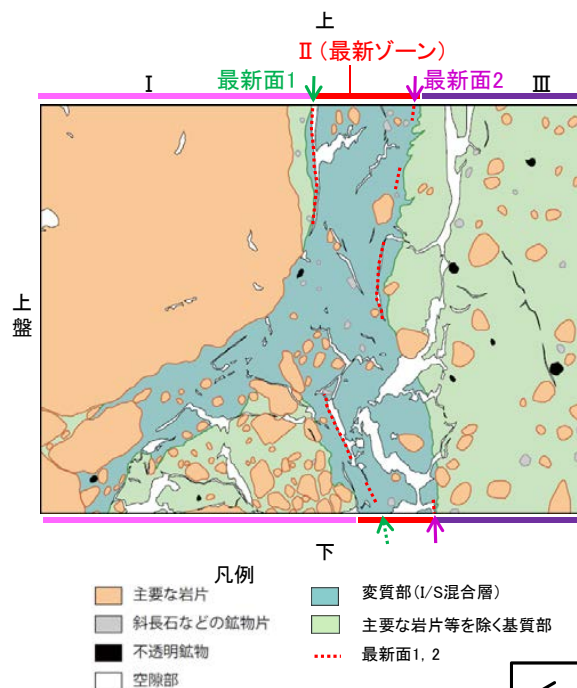 上
Ⅱ(最新ゾーン)
Ⅰ 最新面1 最新面2 Ⅲ
上盤
下
凡例
主要な岩片
斜長石などの鉱物片
不透明鉱物
空隙部
変質部(I/S混合層)
主要な岩片等を除く基質部
最新面1, 2